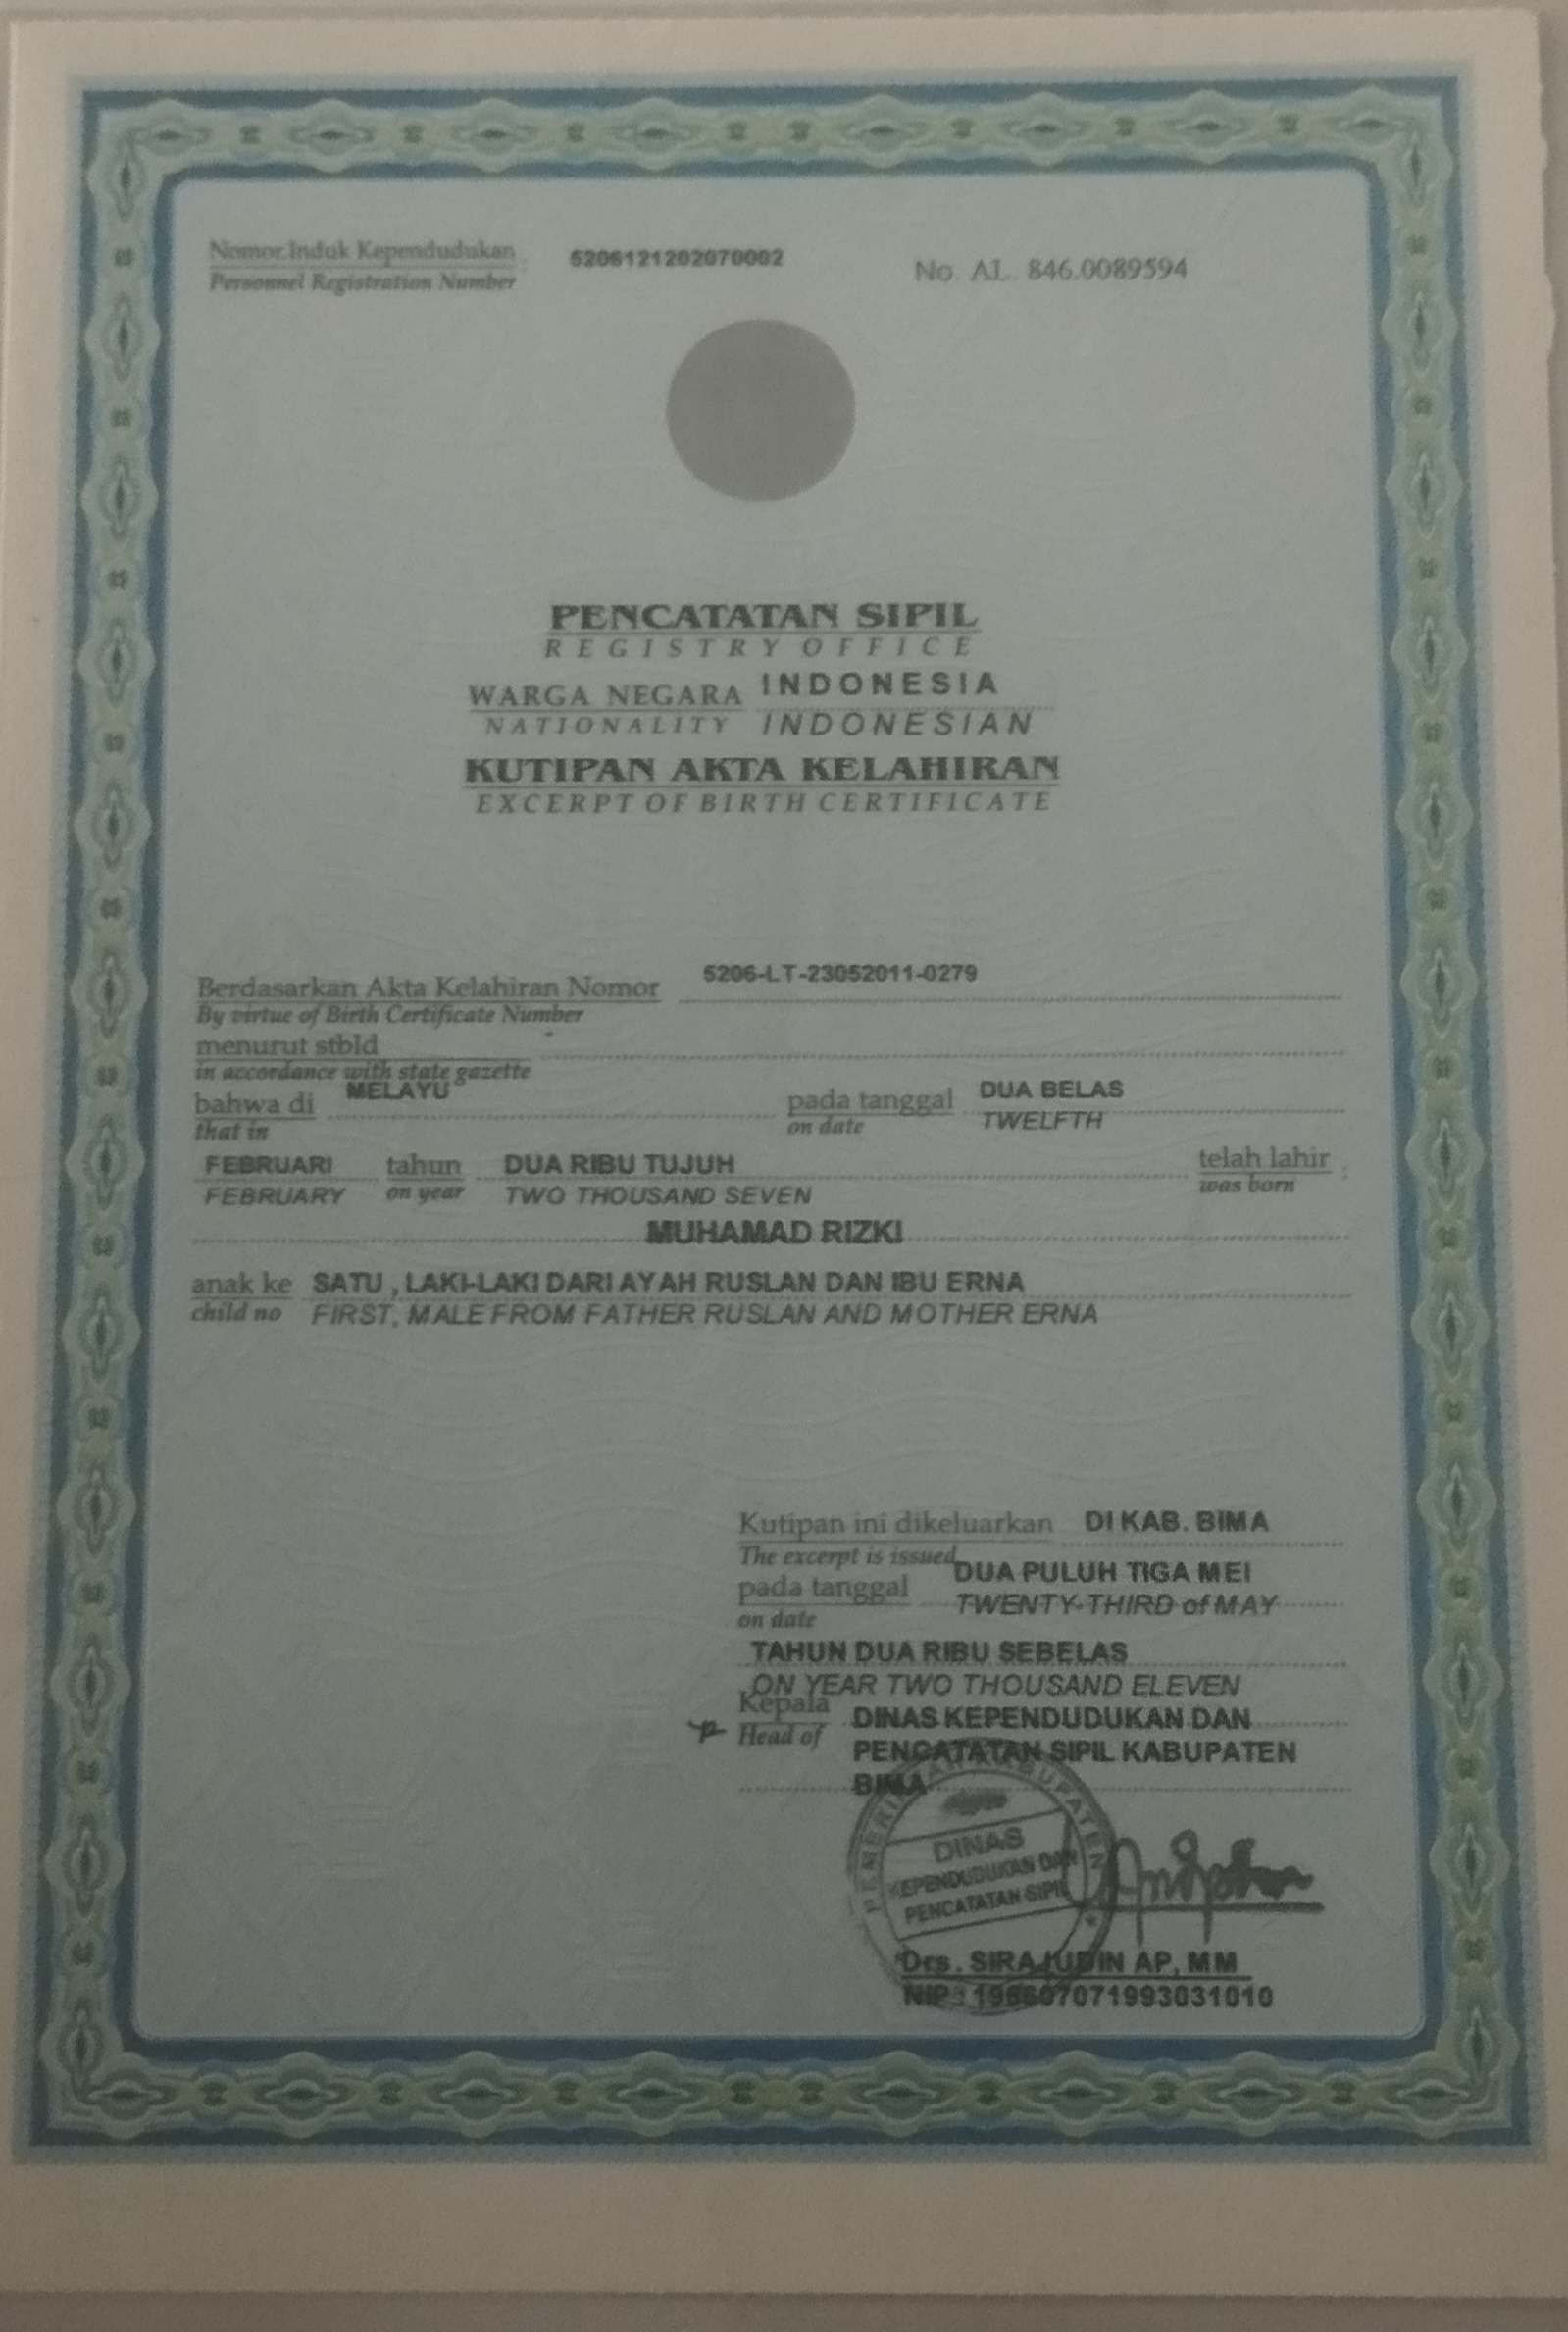 Nomor Induk Kependudukan : 5206121202070002 No. AL. 846.0089594
Personnel Registration Number
PENCATATAN SIPIL
REGISTRY OFFICE
WARGA NEGARA INDONESIA
NATIONALITY INDONESIAN
KUTIPAN AKTA KELAHIRAN
EXCERPT OF BIRTH CERTIFICATE
Berdasarkan Akta Kelahiran Nomor 5206-LT-23052011-0279
By virtue of Birth Certificate Number
menurut stbld -
in accordance with state gazette
bahwa di MELAYU pada tanggal DUA BELAS
that in on date TWELFTH
FEBRUARI tahun DUA RIBU TUJUH telah lahir :
FEBRUARY on year TWO THOUSAND SEVEN was born
MUHAMAD RIZKI
anak ke SATU , LAKI-LAKI DARI AYAH RUSLAN DAN IBU ERNA
child no FIRST, MALE FROM FATHER RUSLAN AND MOTHER ERNA
Kutipan ini dikeluarkan DI KAB. BIMA
The excerpt is issued
pada tanggal DUA PULUH TIGA MEI
on date TWENTY-THIRD of MAY
TAHUN DUA RIBU SEBELAS
ON YEAR TWO THOUSAND ELEVEN
Kepala DINAS KEPENDUDUKAN DAN
Head of
PENCATATAN SIPIL KABUPATEN
BIMA
PEMERINTAH KABUPATEN
DINAS
KEPENDUDUKAN DAN
PENCATATAN SIPIL
Drs. SIRAJUDIN AP, MM
NIP : 196607071993031010